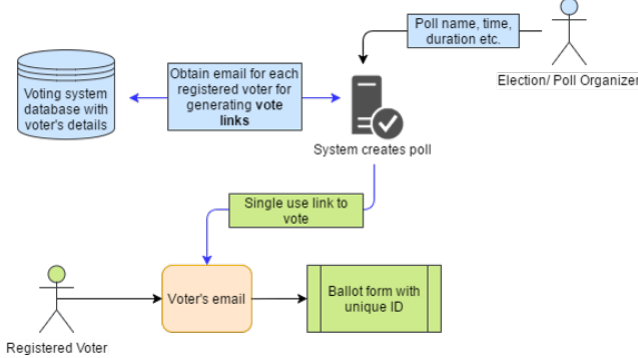 Poll name, time,
duration etc.
Election/ Poll Organizer
Voting system
database with
voter's details
Obtain email for each
registered voter for
generating vote
links
System creates poll
Single use link to
vote
Voter's email
Ballot form with
unique ID
Registered Voter